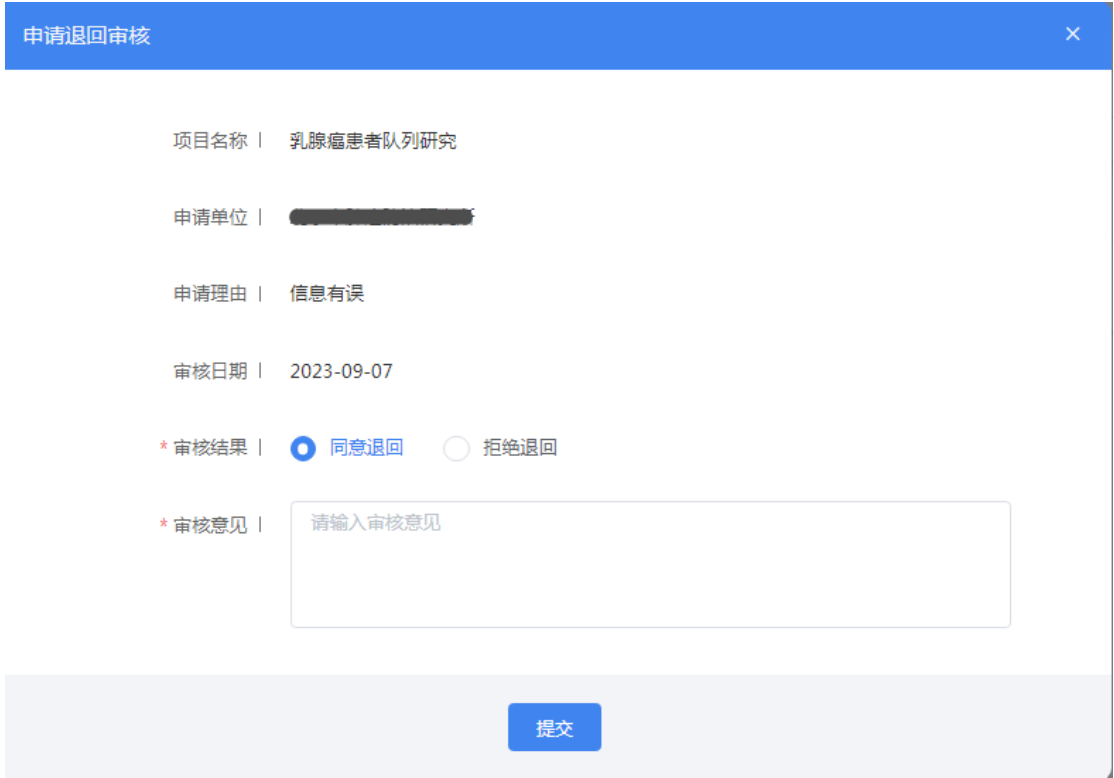 申请退回审核
项目名称 | 乳腺癌患者队列研究
申请单位 |
申请理由 | 信息有误
审核日期 | 2023-09-07
* 审核结果 | 同意退回 拒绝退回
* 审核意见 | 请输入审核意见
提交